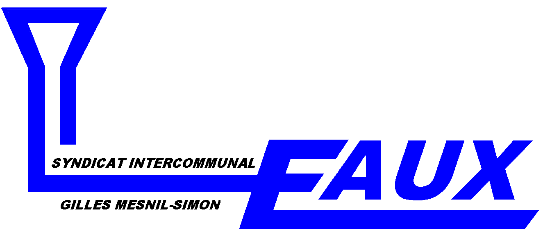 SYNDICAT INTERCOMMUNAL
EAUX
GILLES MESNIL-SIMON